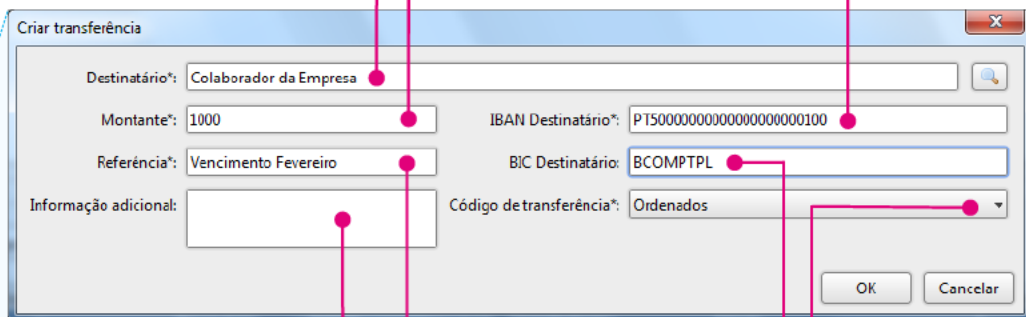 Criar transferência
Destinatário*: Colaborador da Empresa
Montante*: 1000 IBAN Destinatário*: PT50000000000000000000100
Referência*: Vencimento Fevereiro BIC Destinatário: BCOMPTPL
Informação adicional: Código de transferência*: Ordenados
OK Cancelar